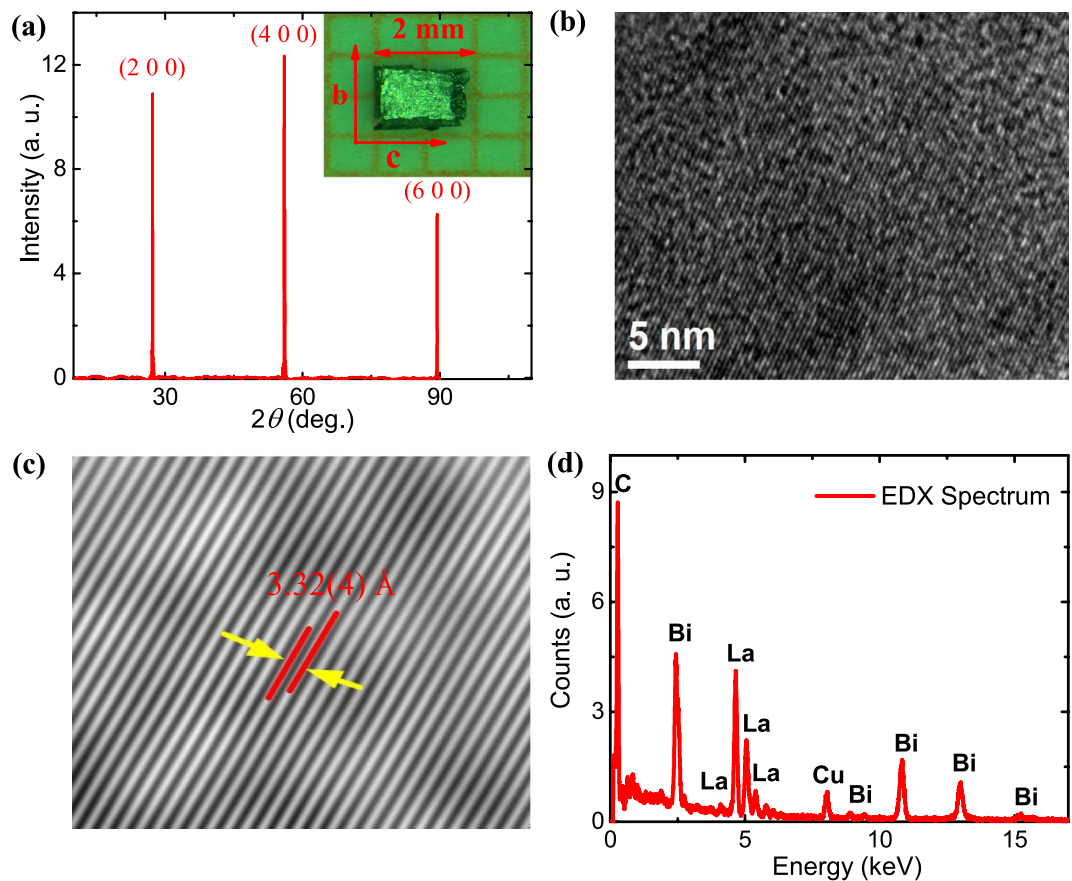 (a)
12
8
4
0
Intensity (a. u.)
(2 0 0)
(4 0 0)
(6 0 0)
2 mm
b
c
30
60
90
2θ (deg.)
(b)
5 nm
(c)
3.32(4) Å
(d)
9
6
3
0
Counts (a. u.)
EDX Spectrum
C
Bi
La
La
La
La
Cu
Bi
Bi
Bi
Bi
0
5
10
15
Energy (keV)